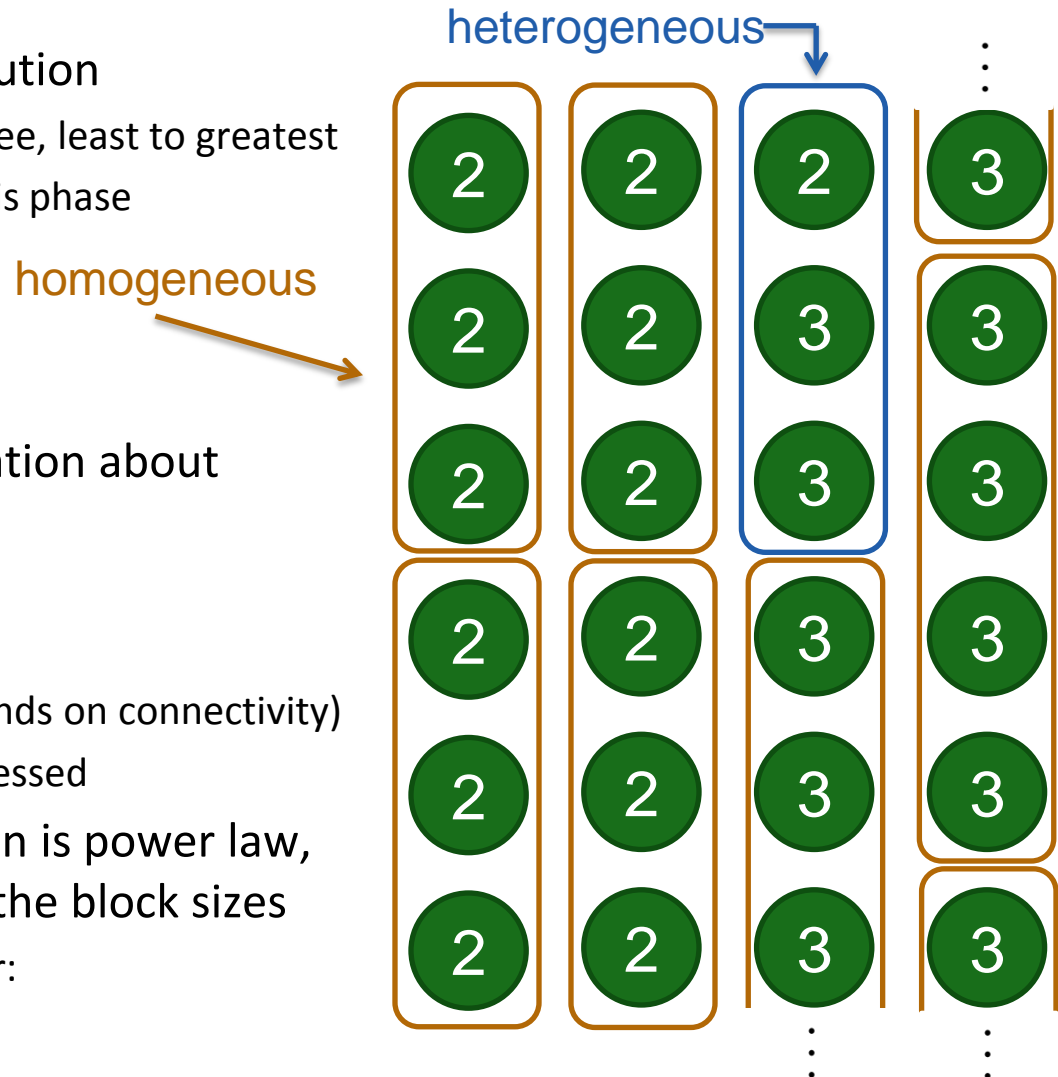 heterogeneous
ution
ee, least to greatest
is phase
homogeneous
ation about
nds on connectivity)
essed
n is power law,
the block sizes
r:
2 2 2 3
2 2 3 3
2 2 3 3
2 2 3 3
2 2 3 3
2 2 3 3